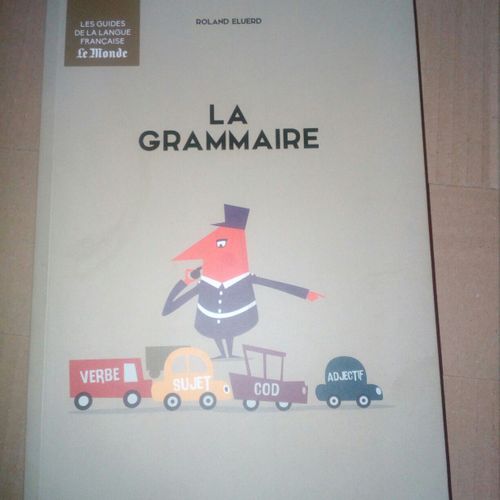 LES GUIDES
DE LA LANGUE
FRANÇAISE
Le Monde
ROLAND ELUERD
LA
GRAMMAIRE
VERBE
SUJET
COD
ADJECTIF